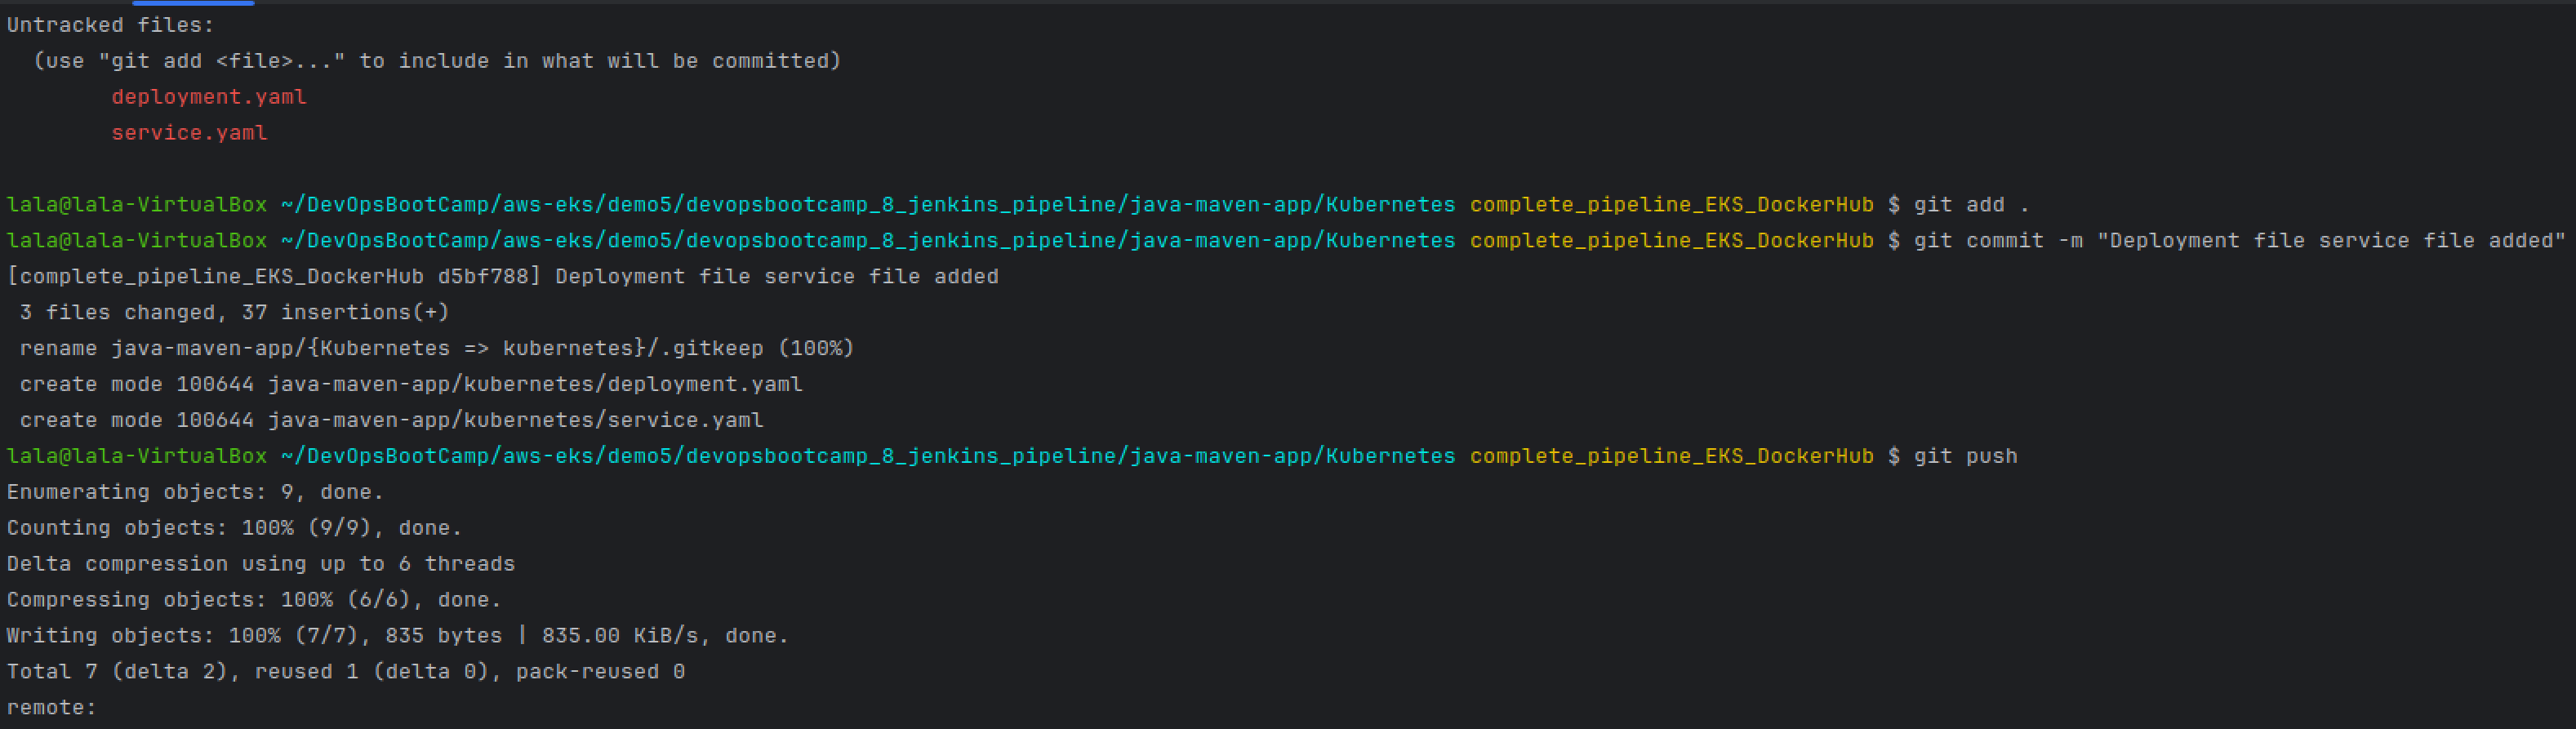 Untracked files:
  (use "git add <file>..." to include in what will be committed)
        deployment.yaml
        service.yaml

lala@lala-VirtualBox ~/DevOpsBootCamp/aws-eks/demo5/devopsbootcamp_8_jenkins_pipeline/java-maven-app/Kubernetes complete_pipeline_EKS_DockerHub $ git add .
lala@lala-VirtualBox ~/DevOpsBootCamp/aws-eks/demo5/devopsbootcamp_8_jenkins_pipeline/java-maven-app/Kubernetes complete_pipeline_EKS_DockerHub $ git commit -m "Deployment file service file added"
[complete_pipeline_EKS_DockerHub d5bf788] Deployment file service file added
 3 files changed, 37 insertions(+)
 rename java-maven-app/{Kubernetes => kubernetes}/.gitkeep (100%)
 create mode 100644 java-maven-app/kubernetes/deployment.yaml
 create mode 100644 java-maven-app/kubernetes/service.yaml
lala@lala-VirtualBox ~/DevOpsBootCamp/aws-eks/demo5/devopsbootcamp_8_jenkins_pipeline/java-maven-app/Kubernetes complete_pipeline_EKS_DockerHub $ git push
Enumerating objects: 9, done.
Counting objects: 100% (9/9), done.
Delta compression using up to 6 threads
Compressing objects: 100% (6/6), done.
Writing objects: 100% (7/7), 835 bytes | 835.00 KiB/s, done.
Total 7 (delta 2), reused 1 (delta 0), pack-reused 0
remote: